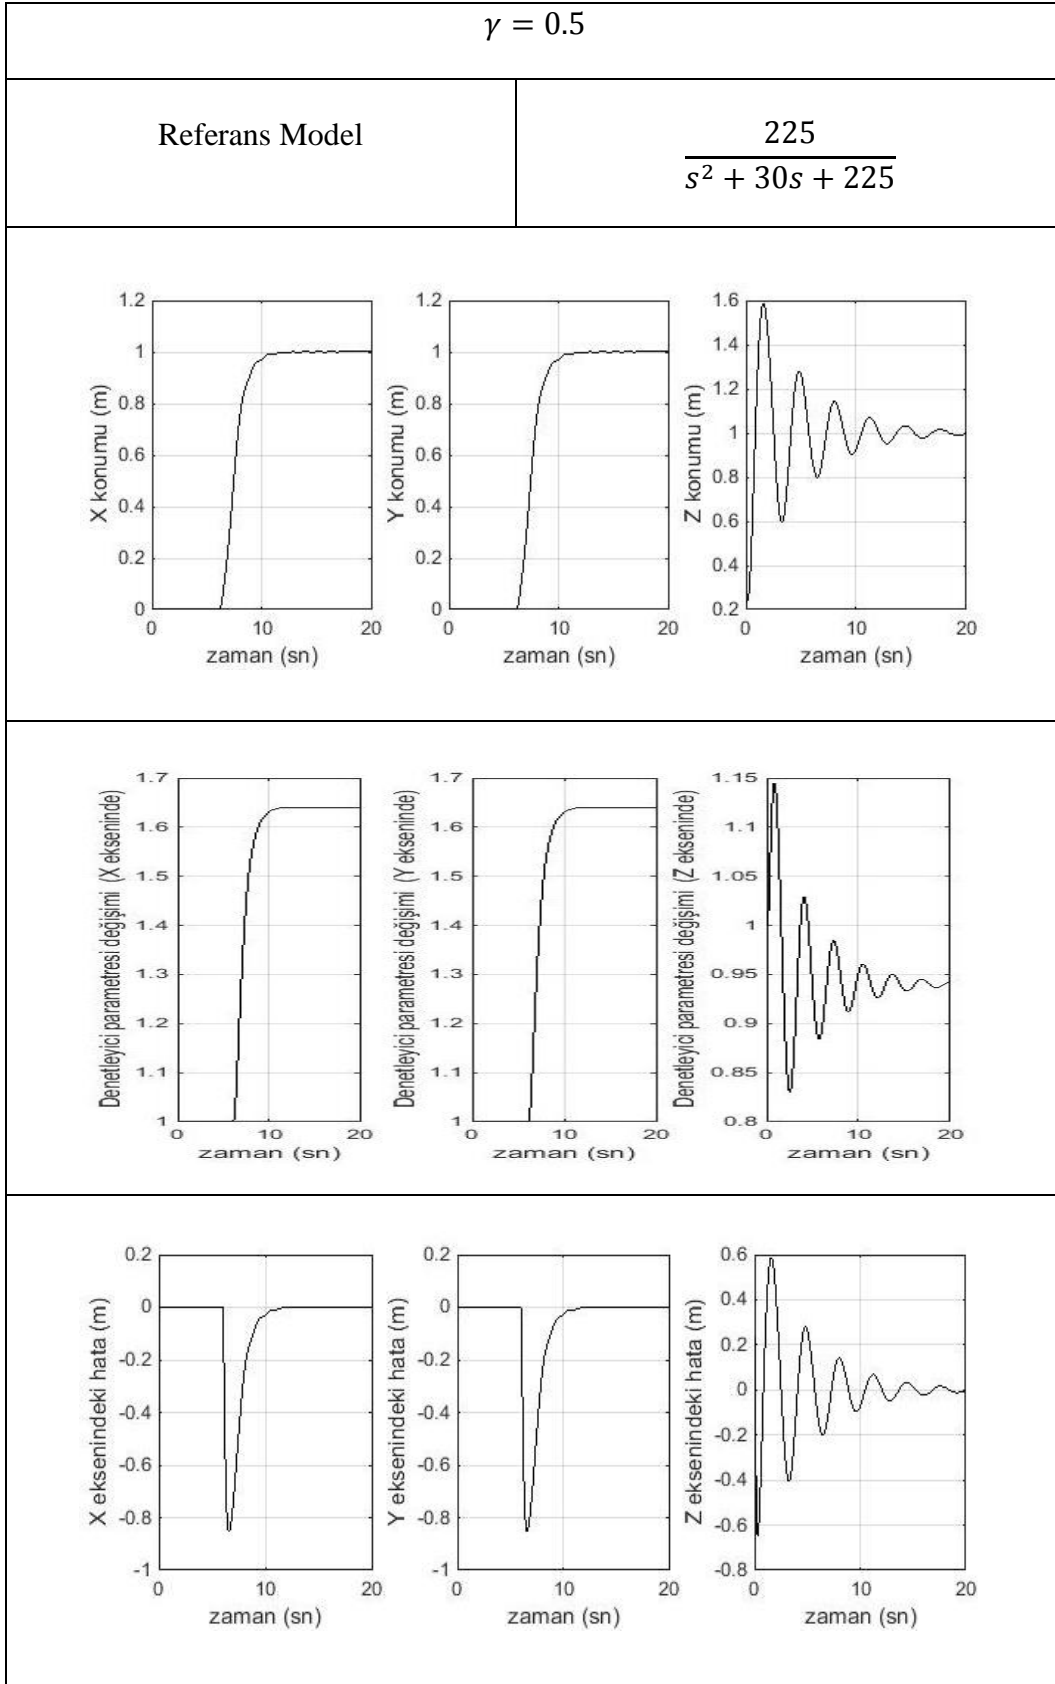 γ = 0.5
Referans Model
225
s² + 30s + 225
1.2
1
0.8
0.6
0.4
0.2
0
0 10 20
X konumu (m)
zaman (sn)
1.2
1
0.8
0.6
0.4
0.2
0
0 10 20
Y konumu (m)
zaman (sn)
1.6
1.4
1.2
1
0.8
0.6
0.4
0.2
0 10 20
Z konumu (m)
zaman (sn)
1.7
1.6
1.5
1.4
1.3
1.2
1.1
1
0 10 20
Denetleyici parametresi değişimi (X ekseninde)
zaman (sn)
1.7
1.6
1.5
1.4
1.3
1.2
1.1
1
0 10 20
Denetleyici parametresi değişimi (Y ekseninde)
zaman (sn)
1.15
1.1
1.05
1
0.95
0.9
0.85
0.8
0 10 20
Denetleyici parametresi değişimi (Z ekseninde)
zaman (sn)
0.2
0
-0.2
-0.4
-0.6
-0.8
-1
0 10 20
X eksenindeki hata (m)
zaman (sn)
0.2
0
-0.2
-0.4
-0.6
-0.8
-1
0 10 20
Y eksenindeki hata (m)
zaman (sn)
0.6
0.4
0.2
0
-0.2
-0.4
-0.6
-0.8
0 10 20
Z eksenindeki hata (m)
zaman (sn)